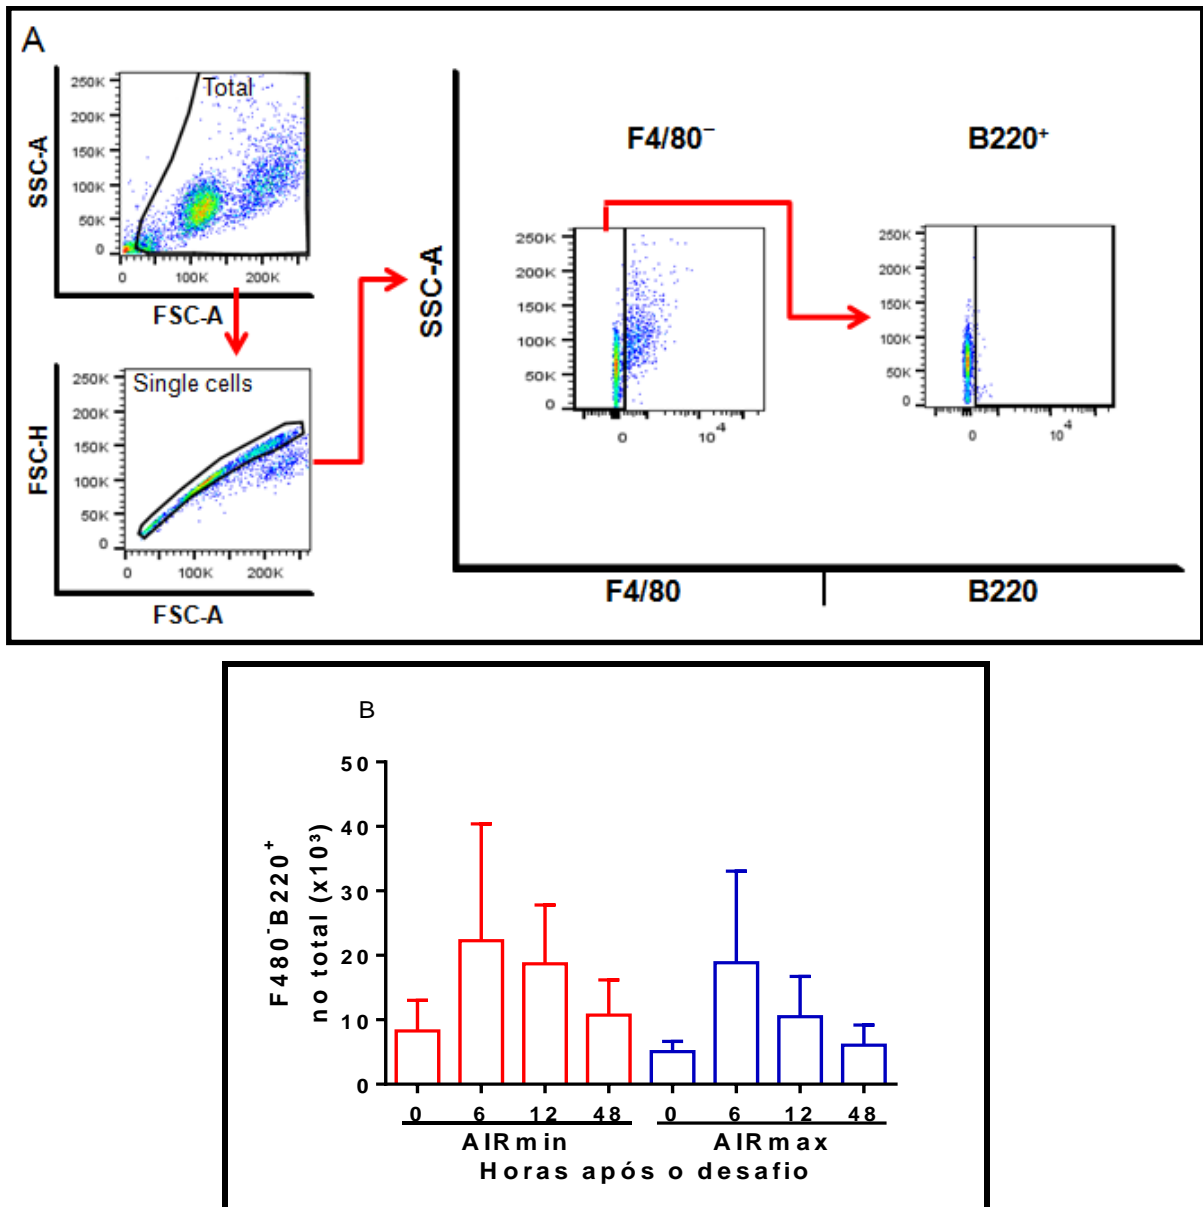 A
Total
250K
200K
150K
100K
50K
0
0 100K 200K
SSC-A
FSC-A
Single cells
250K
200K
150K
100K
50K
0
0 100K 200K
FSC-H
FSC-A
F4/80⁻ B220⁺
SSC-A
250K
200K
150K
100K
50K
0
0 10⁴
250K
200K
150K
100K
50K
0
0 10⁴
F4/80 B220
B
F480⁻B220⁺
no total (x10³)
50
40
30
20
10
0
0 6 12 48 0 6 12 48
AIRmin AIRmax
Horas após o desafio